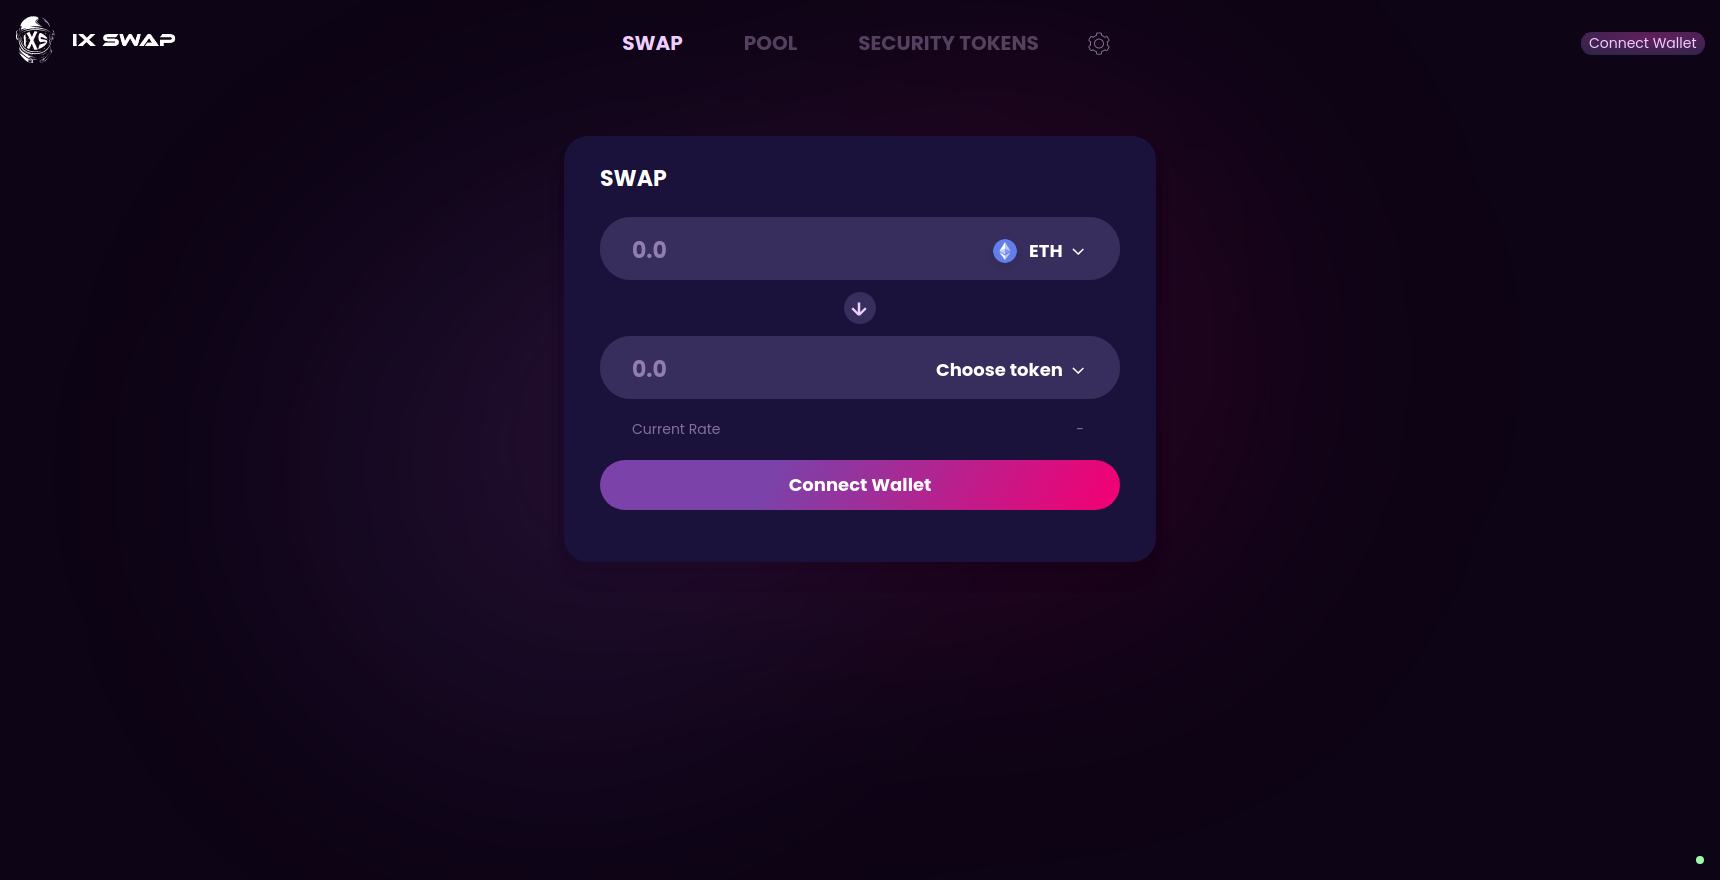 IXS
IX SWAP
SWAP
POOL
SECURITY TOKENS
Connect Wallet
SWAP
0.0
ETH
0.0
Choose token
Current Rate
-
Connect Wallet